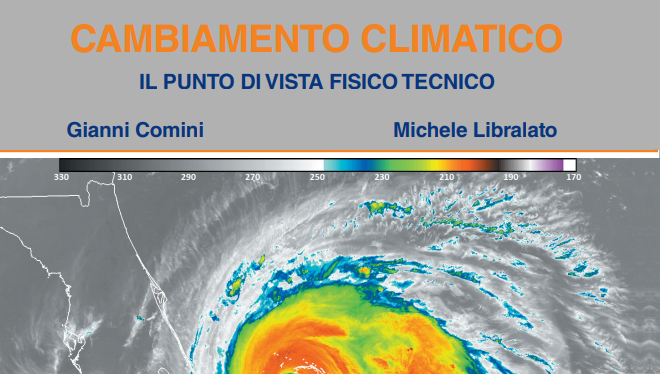 CAMBIAMENTO CLIMATICO
IL PUNTO DI VISTA FISICO TECNICO
Gianni Comini Michele Libralato
330 310 290 270 250 230 210 190 170